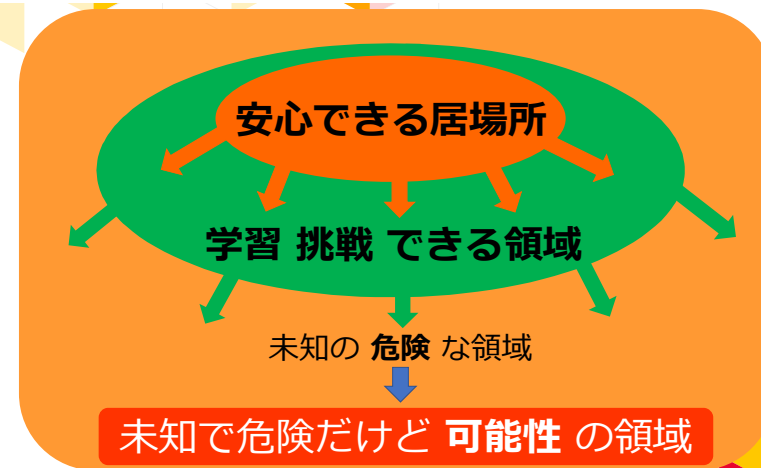 安心できる居場所
学習 挑戦 できる領域
未知の 危険 な領域
未知で危険だけど 可能性 の領域